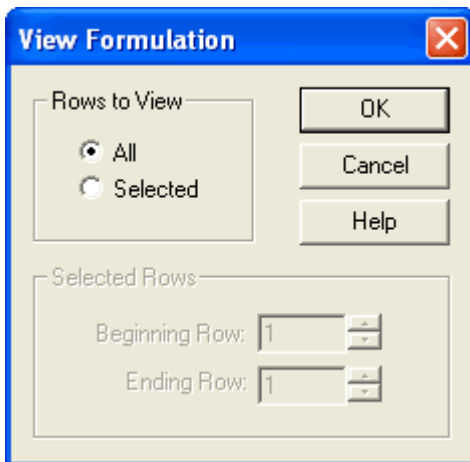 View Formulation
Rows to View
All
Selected
OK
Cancel
Help
Selected Rows
Beginning Row: 1
Ending Row: 1